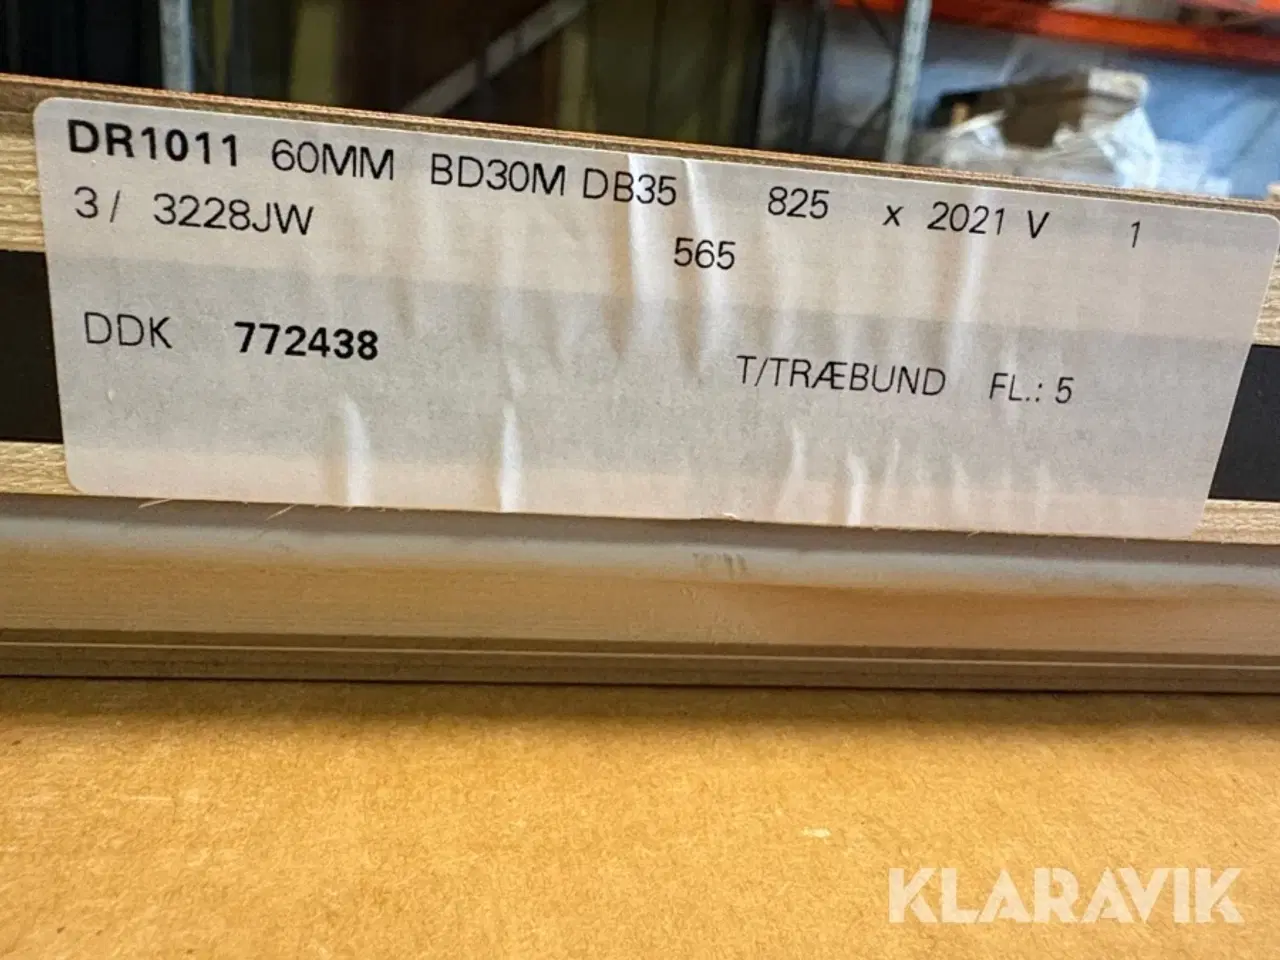 DR1011 60MM BD30M DB35 825 x 2021 V 1
3/ 3228JW 565
DDK 772438 T/TRÆBUND FL.: 5
KLARAVIK